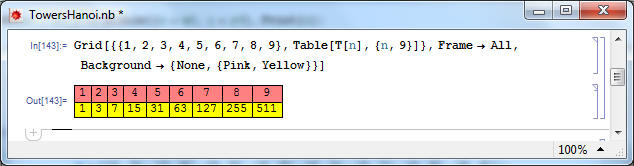 TowersHanoi.nb *
In[143]:= Grid[{{1, 2, 3, 4, 5, 6, 7, 8, 9}, Table[T[n], {n, 9}]}, Frame → All,
Background → {None, {Pink, Yellow}}]
Out[143]= 1 2 3 4 5 6 7 8 9
1 3 7 15 31 63 127 255 511
100%